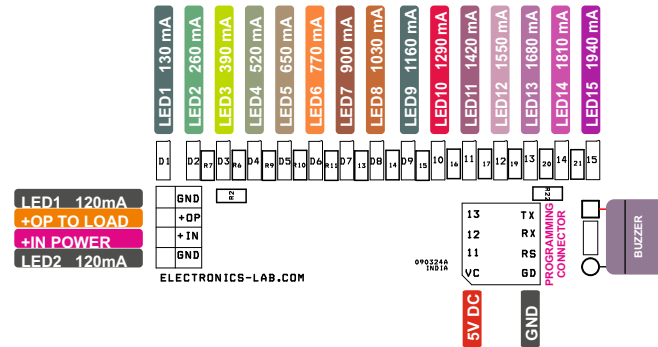 LED1 130 mA
LED2 260 mA
LED3 390 mA
LED4 520 mA
LED5 650 mA
LED6 770 mA
LED7 900 mA
LED8 1030 mA
LED9 1160 mA
LED10 1290 mA
LED11 1420 mA
LED12 1550 mA
LED13 1680 mA
LED14 1810 mA
LED15 1940 mA
D1 D2 R7 D3 R6 D4 R9 D5 R10 D6 R11 D7 13 D8 14 D9 15 10 16 11 17 12 19 13 20 14 21 15
R2
R22
LED1 120mA
+OP TO LOAD
+IN POWER
LED2 120mA
GND
+OP
+IN
GND
ELECTRONICS-LAB.COM
090324A
INDIA
13 TX
12 RX
11 RS
VC GD
PROGRAMMING
CONNECTOR
BUZZER
5V DC
GND